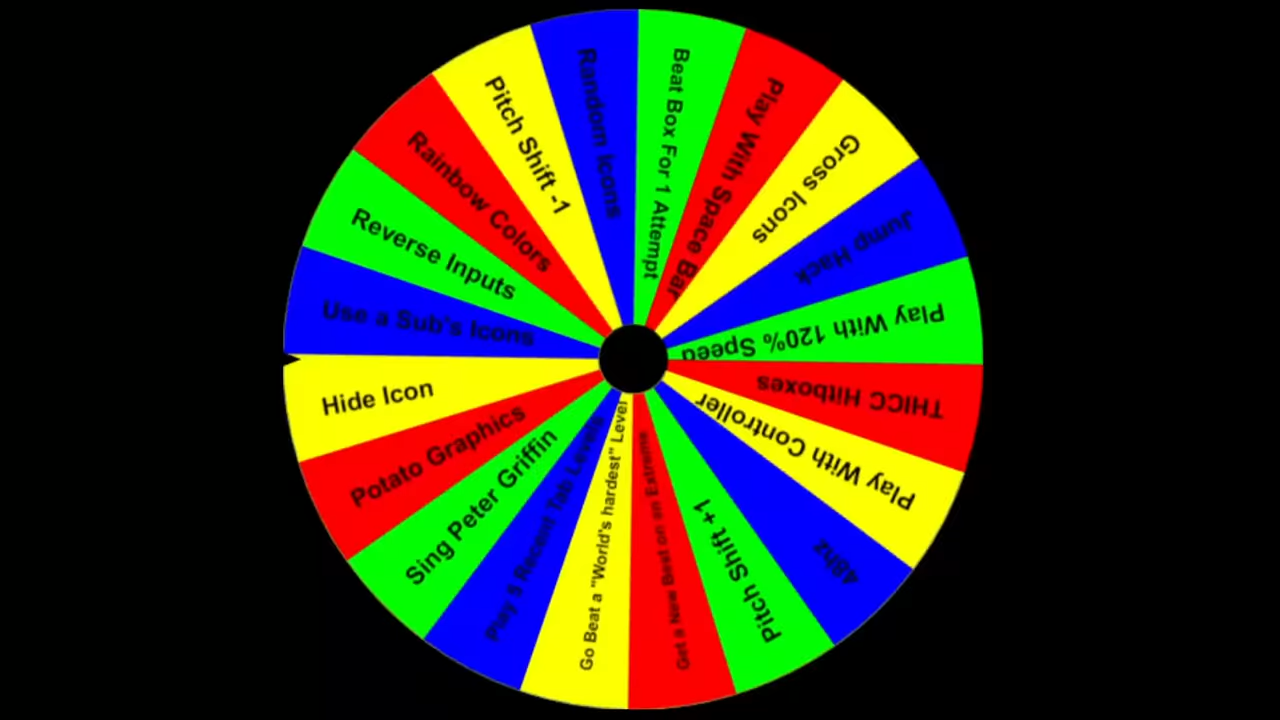 Beat Box For 1 Attempt
Play With Space Bar
Gross Icons
Jump Hack
Play With 120% Speed
THICC Hitboxes
Play With Controller
48hz
Pitch Shift +1
Get a New Best on an Extreme
Go Beat a "World's hardest" Level
Play 5 Recent Tab Levels
Sing Peter Griffin
Potato Graphics
Hide Icon
Use a Sub's Icons
Reverse Inputs
Rainbow Colors
Pitch Shift -1
Random Icons